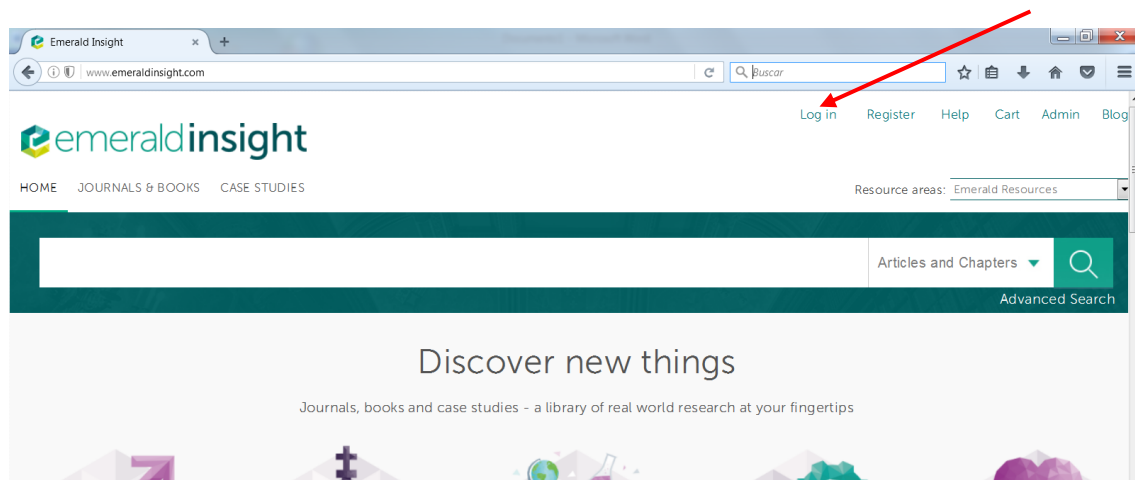 Emerald Insight
www.emeraldinsight.com
Buscar
Log in Register Help Cart Admin Blog
emeraldinsight
HOME JOURNALS & BOOKS CASE STUDIES
Resource areas: Emerald Resources
Articles and Chapters
Advanced Search
Discover new things
Journals, books and case studies - a library of real world research at your fingertips